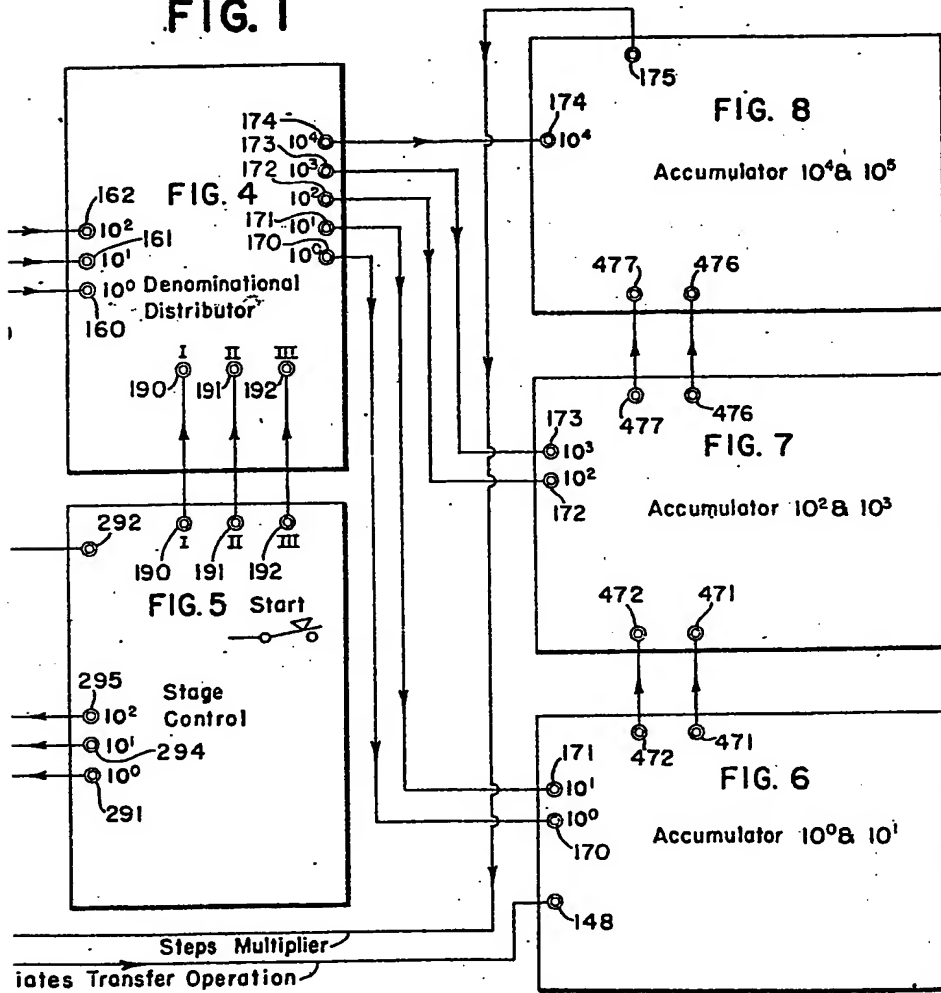 FIG. 1
175
FIG. 8
174
10⁴
Accumulator 10⁴ & 10⁵
477
476
174
10⁴
173
10³
172
10²
171
10¹
170
10⁰
FIG. 4
162
10²
161
10¹
10⁰
160
Denominational
Distributor
I
II
III
190
191
192
477
476
173
10³
10²
172
FIG. 7
Accumulator 10² & 10³
472
471
292
190
I
191
II
192
III
FIG. 5
Start
295
10²
Stage
Control
10¹
294
10⁰
291
472
471
171
10¹
10⁰
170
FIG. 6
Accumulator 10⁰ & 10¹
148
Steps Multiplier
iates Transfer Operation